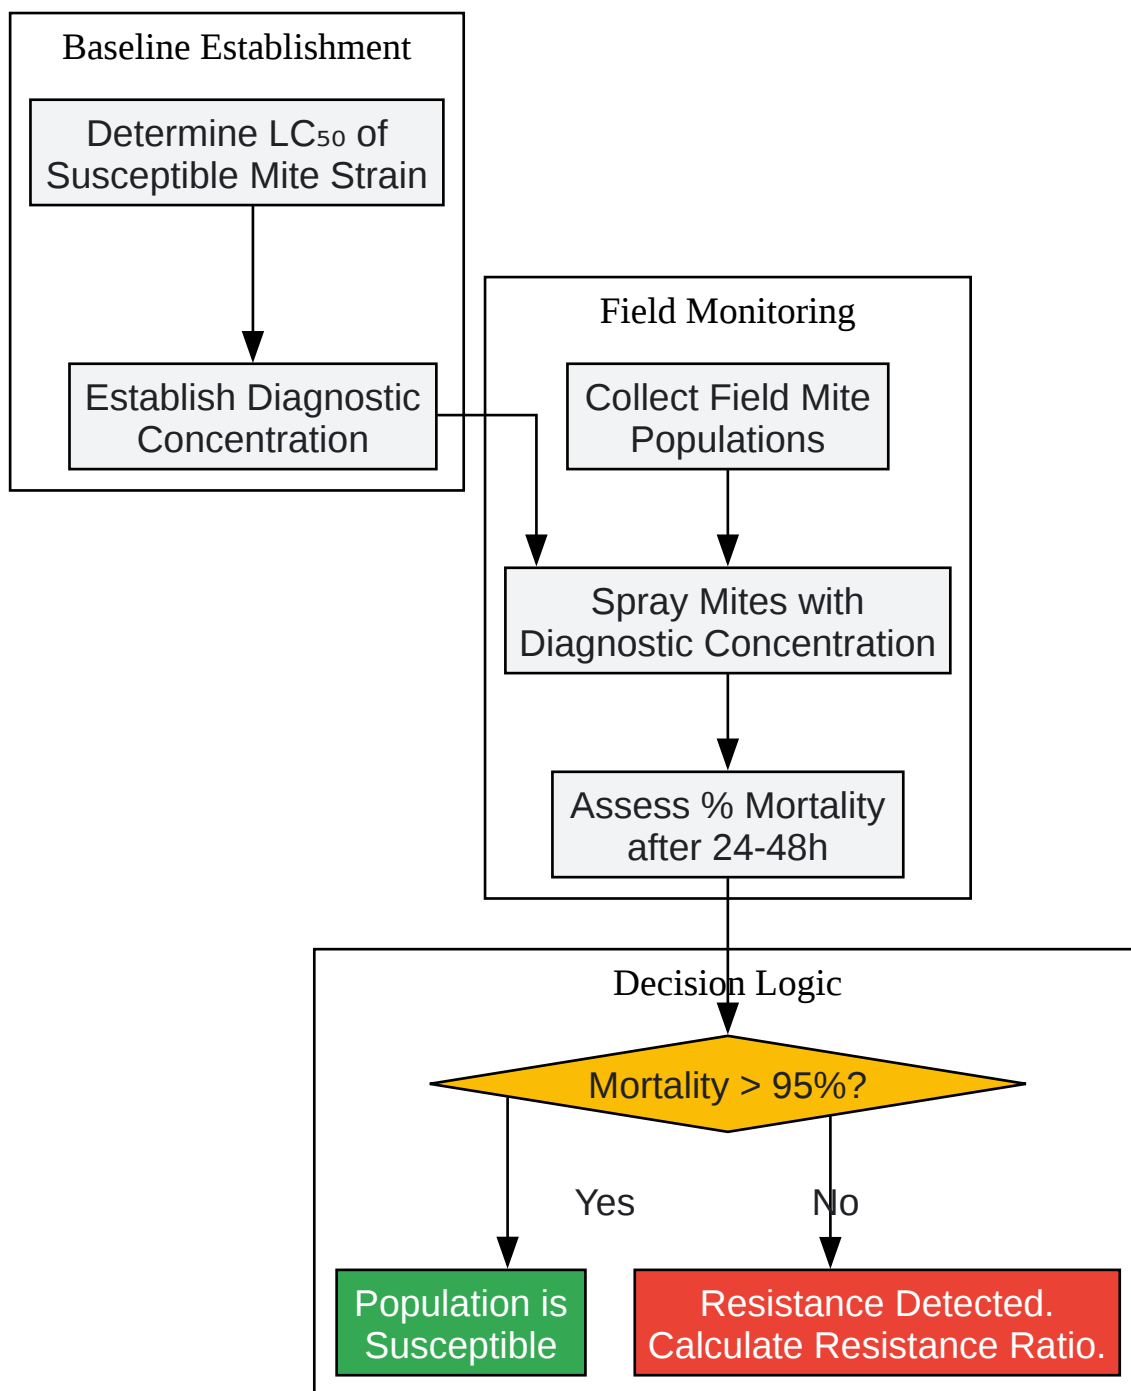 Baseline Establishment
Determine LC₅₀ of
Susceptible Mite Strain
Establish Diagnostic
Concentration
Field Monitoring
Collect Field Mite
Populations
Spray Mites with
Diagnostic Concentration
Assess % Mortality
after 24-48h
Decision Logic
Mortality > 95%?
Yes
No
Population is
Susceptible
Resistance Detected.
Calculate Resistance Ratio.